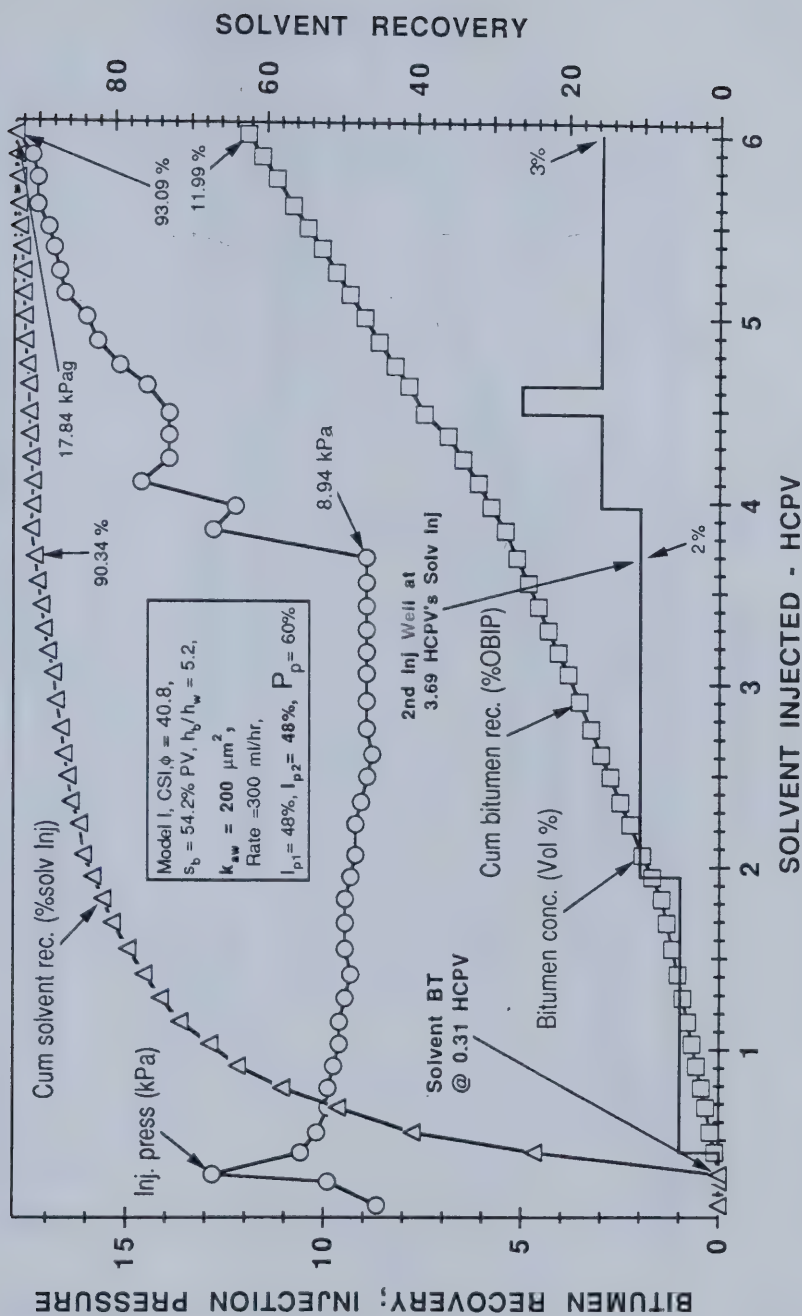 SOLVENT RECOVERY
80
60
40
20
0
93.09 %
11.99 %
3%
17.84 kPag
90.34 %
8.94 kPa
2nd Inj Well at
3.69 HCPV's Solv Inj
2%
Model I, CSI,φ = 40.8,
s_b = 54.2% PV, h_b/h_w = 5.2,
k_aw = 200 μm²,
Rate =300 ml/hr,
I_p1= 48%, I_p2= 48%, P_p= 60%
Cum bitumen rec. (%OBIP)
Cum solvent rec. (%solv Inj)
Bitumen conc. (Vol %)
Solvent BT
@ 0.31 HCPV
Inj. press (kPa)
1
2
3
4
5
6
SOLVENT INJECTED - HCPV
15
10
5
0
BITUMEN RECOVERY; INJECTION PRESSURE